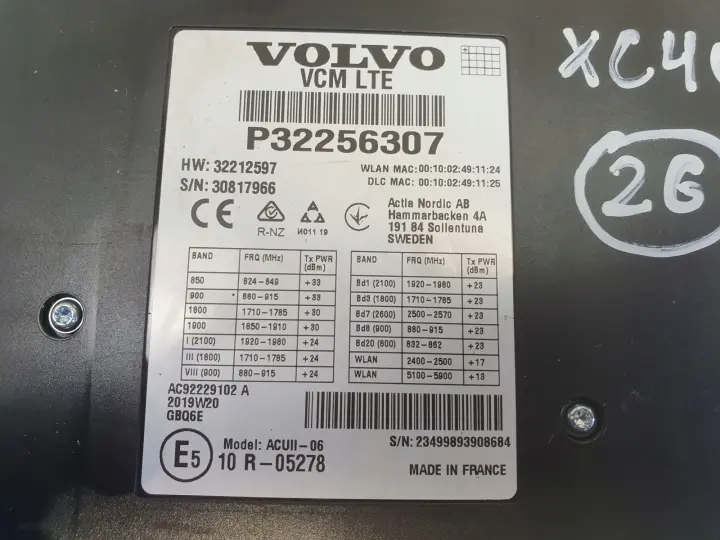 VOLVO
VCM LTE
P32256307
HW: 32212597
S/N: 30817966
WLAN MAC: 00:10:02:49:11:24
DLC MAC: 00:10:02:49:11:25
CE
R-NZ
И011 19
Actia Nordic AB
Hammarbacken 4A
191 84 Sollentuna
SWEDEN
BAND FRQ (MHz) Tx PWR (dBm)
850 824-849 +33
900 880-915 +33
1800 1710-1785 +30
1900 1850-1910 +30
I (2100) 1920-1980 +24
III (1800) 1710-1785 +24
VIII (900) 880-915 +24
BAND FRQ (MHz) Tx PWR (dBm)
Bd1 (2100) 1920-1980 +23
Bd3 (1800) 1710-1785 +23
Bd7 (2600) 2500-2570 +23
Bd8 (900) 880-915 +23
Bd20 (800) 832-862 +23
WLAN 2400-2500 +17
WLAN 5100-5900 +13
AC92229102 A
2019W20
GBQ6E
S/N: 23499893908684
E5
Model: ACUII-06
10 R-05278
MADE IN FRANCE
XC40
2G